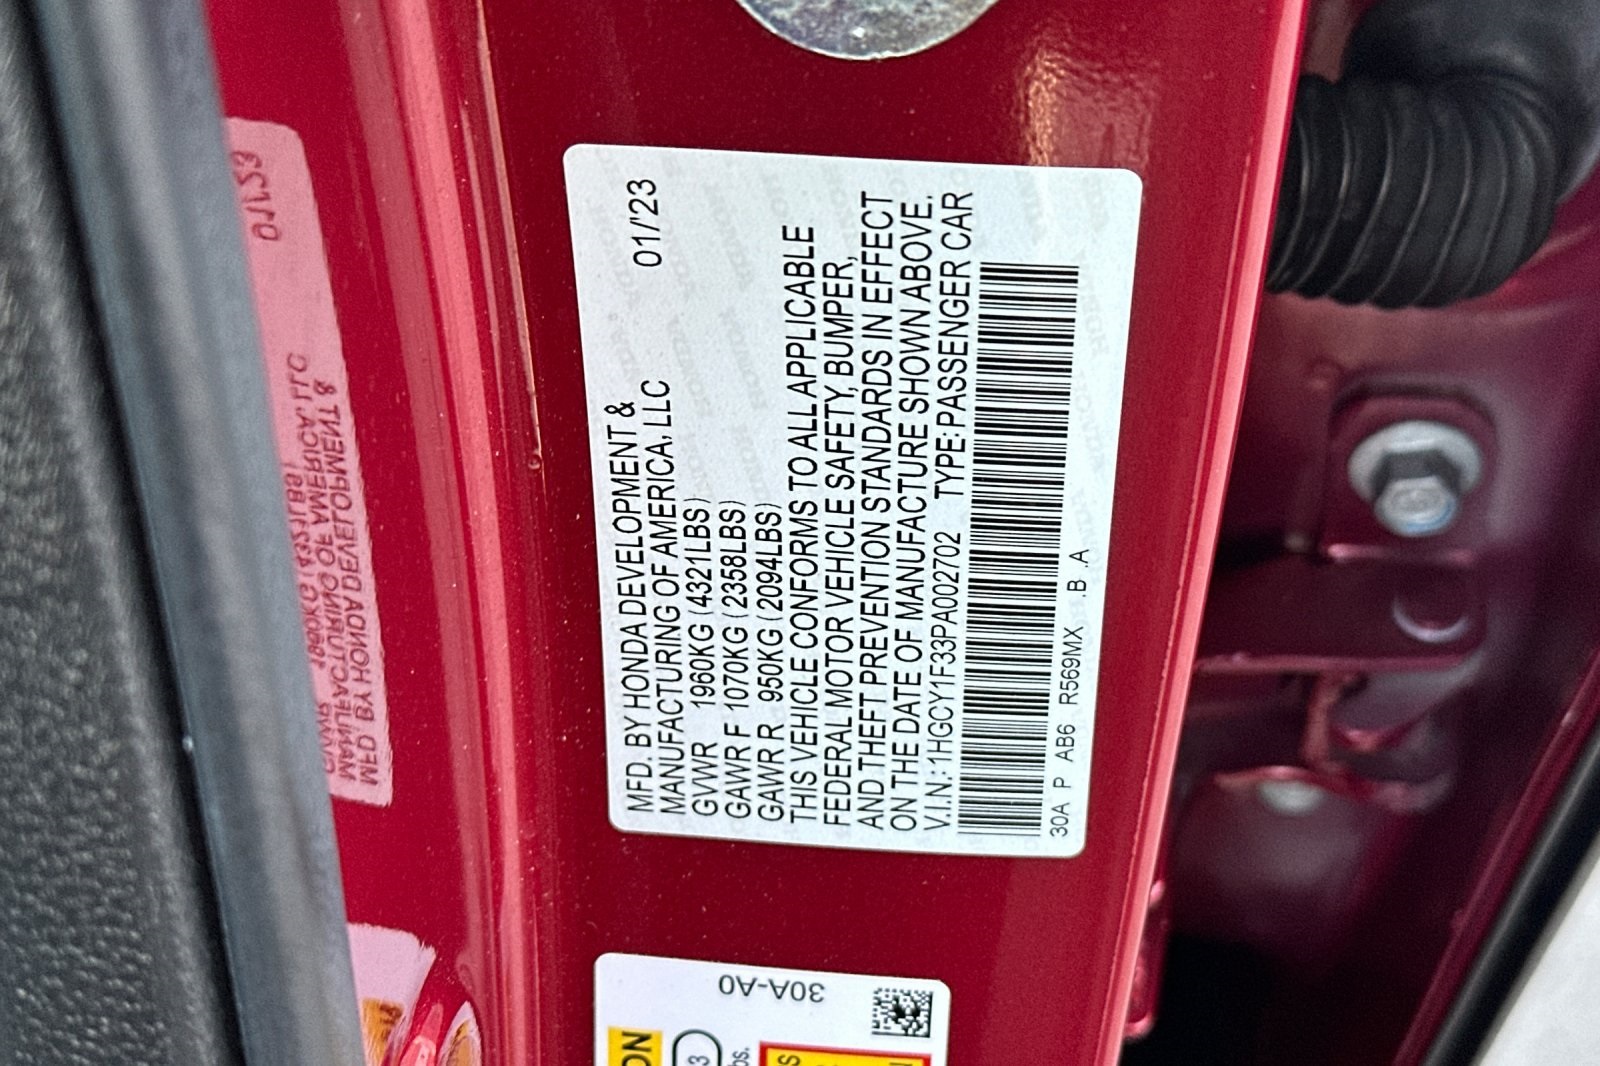 MFD. BY HONDA DEVELOPMENT &
MANUFACTURING OF AMERICA, LLC 01/'23
GVWR 1960KG (4321LBS)
GAWR F 1070KG (2358LBS)
GAWR R 950KG (2094LBS)
THIS VEHICLE CONFORMS TO ALL APPLICABLE
FEDERAL MOTOR VEHICLE SAFETY, BUMPER,
AND THEFT PREVENTION STANDARDS IN EFFECT
ON THE DATE OF MANUFACTURE SHOWN ABOVE.
V.I.N.: 1HGCY1F33PA002702 TYPE: PASSENGER CAR
30A P AB6 R569MX .B .A
30A-A0